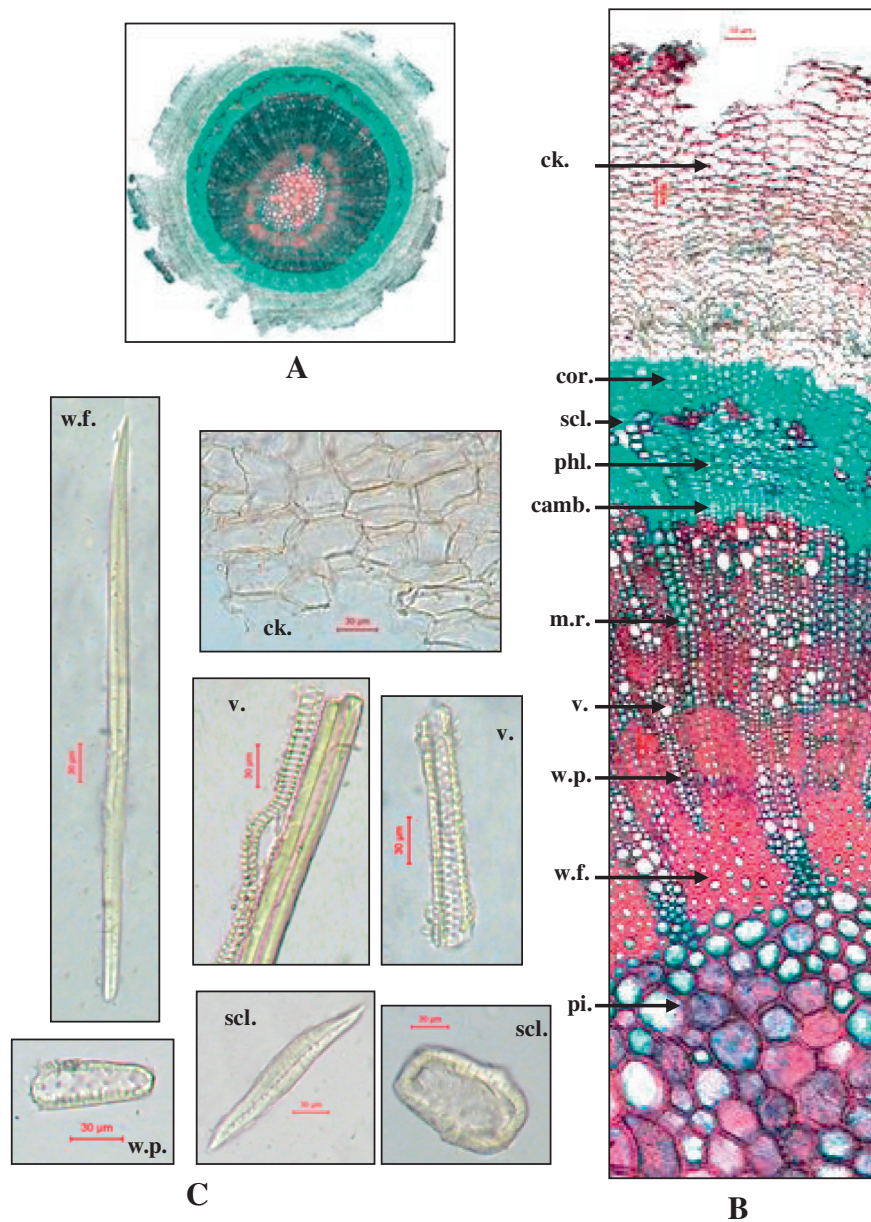 A
w.f.
30 µm
ck.
30 µm
v.
30 µm
v.
30 µm
w.p.
30 µm
scl.
30 µm
scl.
30 µm
C
ck.
cor.
scl.
phl.
camb.
m.r.
v.
w.p.
w.f.
pi.
B